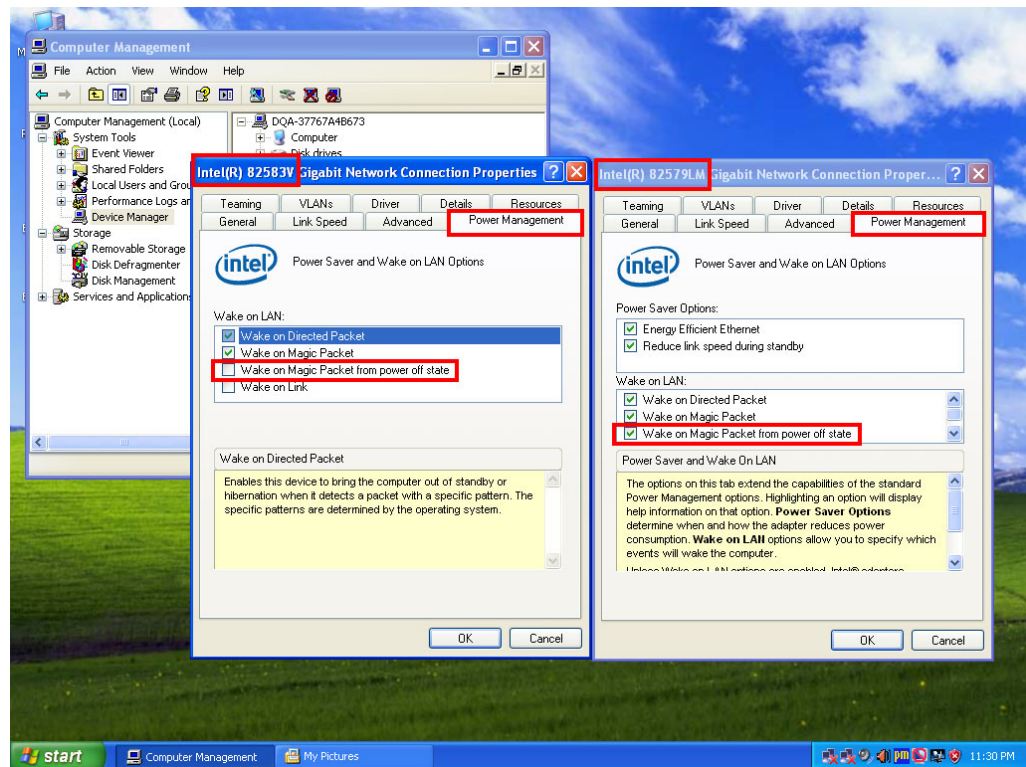 Computer Management
File Action View Window Help
Computer Management (Local)
System Tools
Event Viewer
Shared Folders
Local Users and Grou
Performance Logs ar
Device Manager
Storage
Removable Storage
Disk Defragmenter
Disk Management
Services and Application
DQA-37767A4B673
Computer
Disk drives
Intel(R) 82583V Gigabit Network Connection Properties
Teaming VLANs Driver Details Resources
General Link Speed Advanced Power Management
intel
Power Saver and Wake on LAN Options
Wake on LAN:
Wake on Directed Packet
Wake on Magic Packet
Wake on Magic Packet from power off state
Wake on Link
Wake on Directed Packet
Enables this device to bring the computer out of standby or
hibernation when it detects a packet with a specific pattern. The
specific patterns are determined by the operating system.
OK Cancel
Intel(R) 82579LM Gigabit Network Connection Proper...
Teaming VLANs Driver Details Resources
General Link Speed Advanced Power Management
intel
Power Saver and Wake on LAN Options
Power Saver Options:
Energy Efficient Ethernet
Reduce link speed during standby
Wake on LAN:
Wake on Directed Packet
Wake on Magic Packet
Wake on Magic Packet from power off state
Power Saver and Wake On LAN
The options on this tab extend the capabilities of the standard
Power Management options. Highlighting an option will display
help information on that option. Power Saver Options
determine when and how the adapter reduces power
consumption. Wake on LAN options allow you to specify which
events will wake the computer.
OK Cancel
start Computer Management My Pictures 11:30 PM